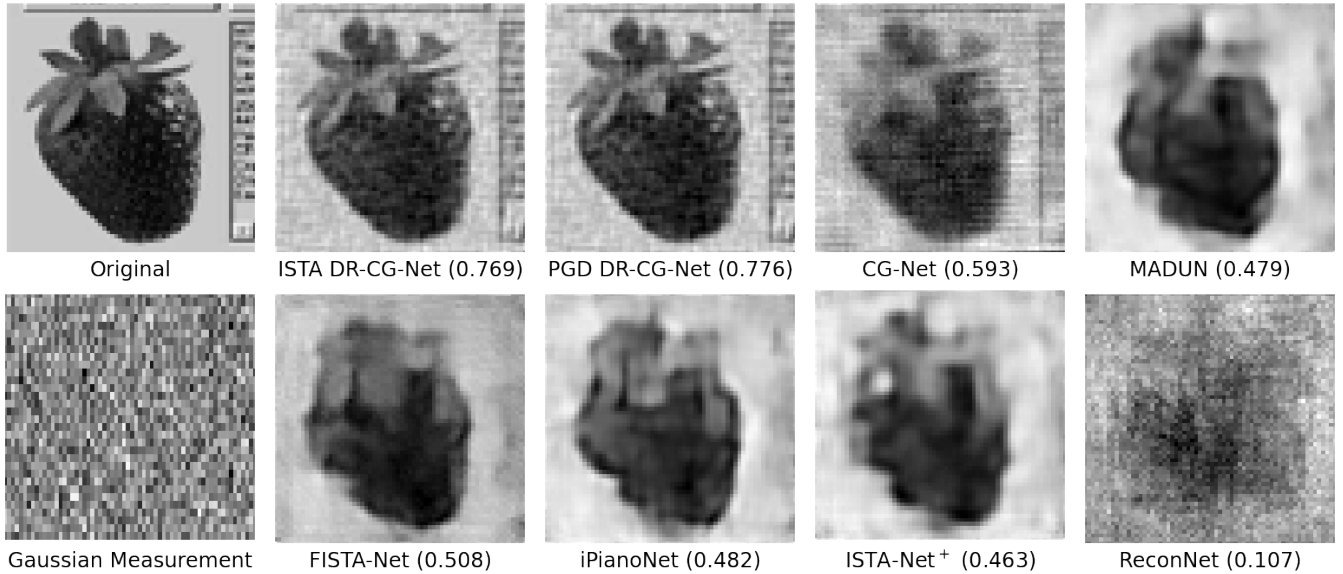 Original
ISTA DR-CG-Net (0.769)
PGD DR-CG-Net (0.776)
CG-Net (0.593)
MADUN (0.479)
Gaussian Measurement
FISTA-Net (0.508)
iPianoNet (0.482)
ISTA-Net⁺ (0.463)
ReconNet (0.107)